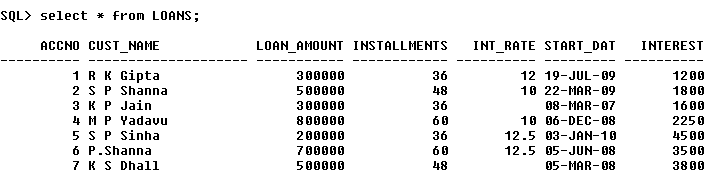 SQL> select * from LOANS;
ACCNO CUST_NAME LOAN_AMOUNT INSTALLMENTS INT_RATE START_DAT INTEREST
---------- ------------------------- ----------- ------------ ---------- --------- ----------
1 R K Gipta 300000 36 12 19-JUL-09 1200
2 S P Shanna 500000 48 10 22-MAR-09 1800
3 K P Jain 300000 36 08-MAR-07 1600
4 M P Yadavu 800000 60 10 06-DEC-08 2250
5 S P Sinha 200000 36 12.5 03-JAN-10 4500
6 P.Shanna 700000 60 12.5 05-JUN-08 3500
7 K S Dhall 500000 48 05-MAR-08 3800